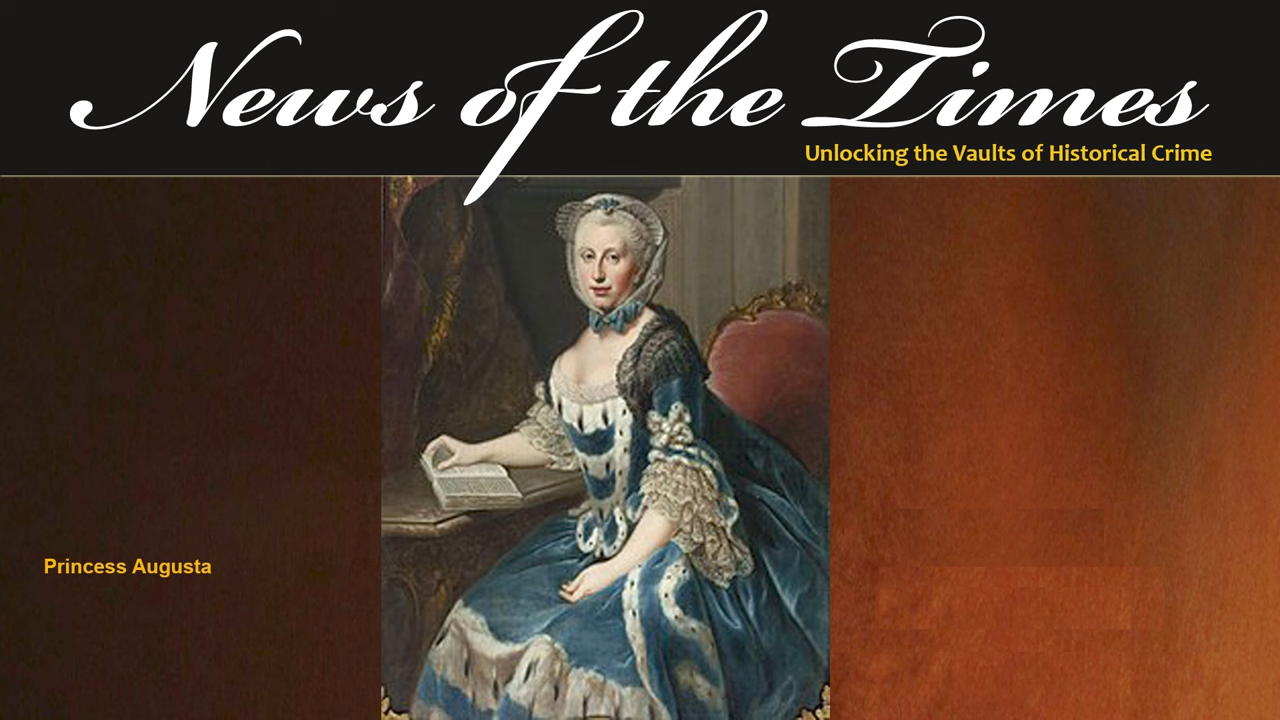 News of the Times
Unlocking the Vaults of Historical Crime
Princess Augusta